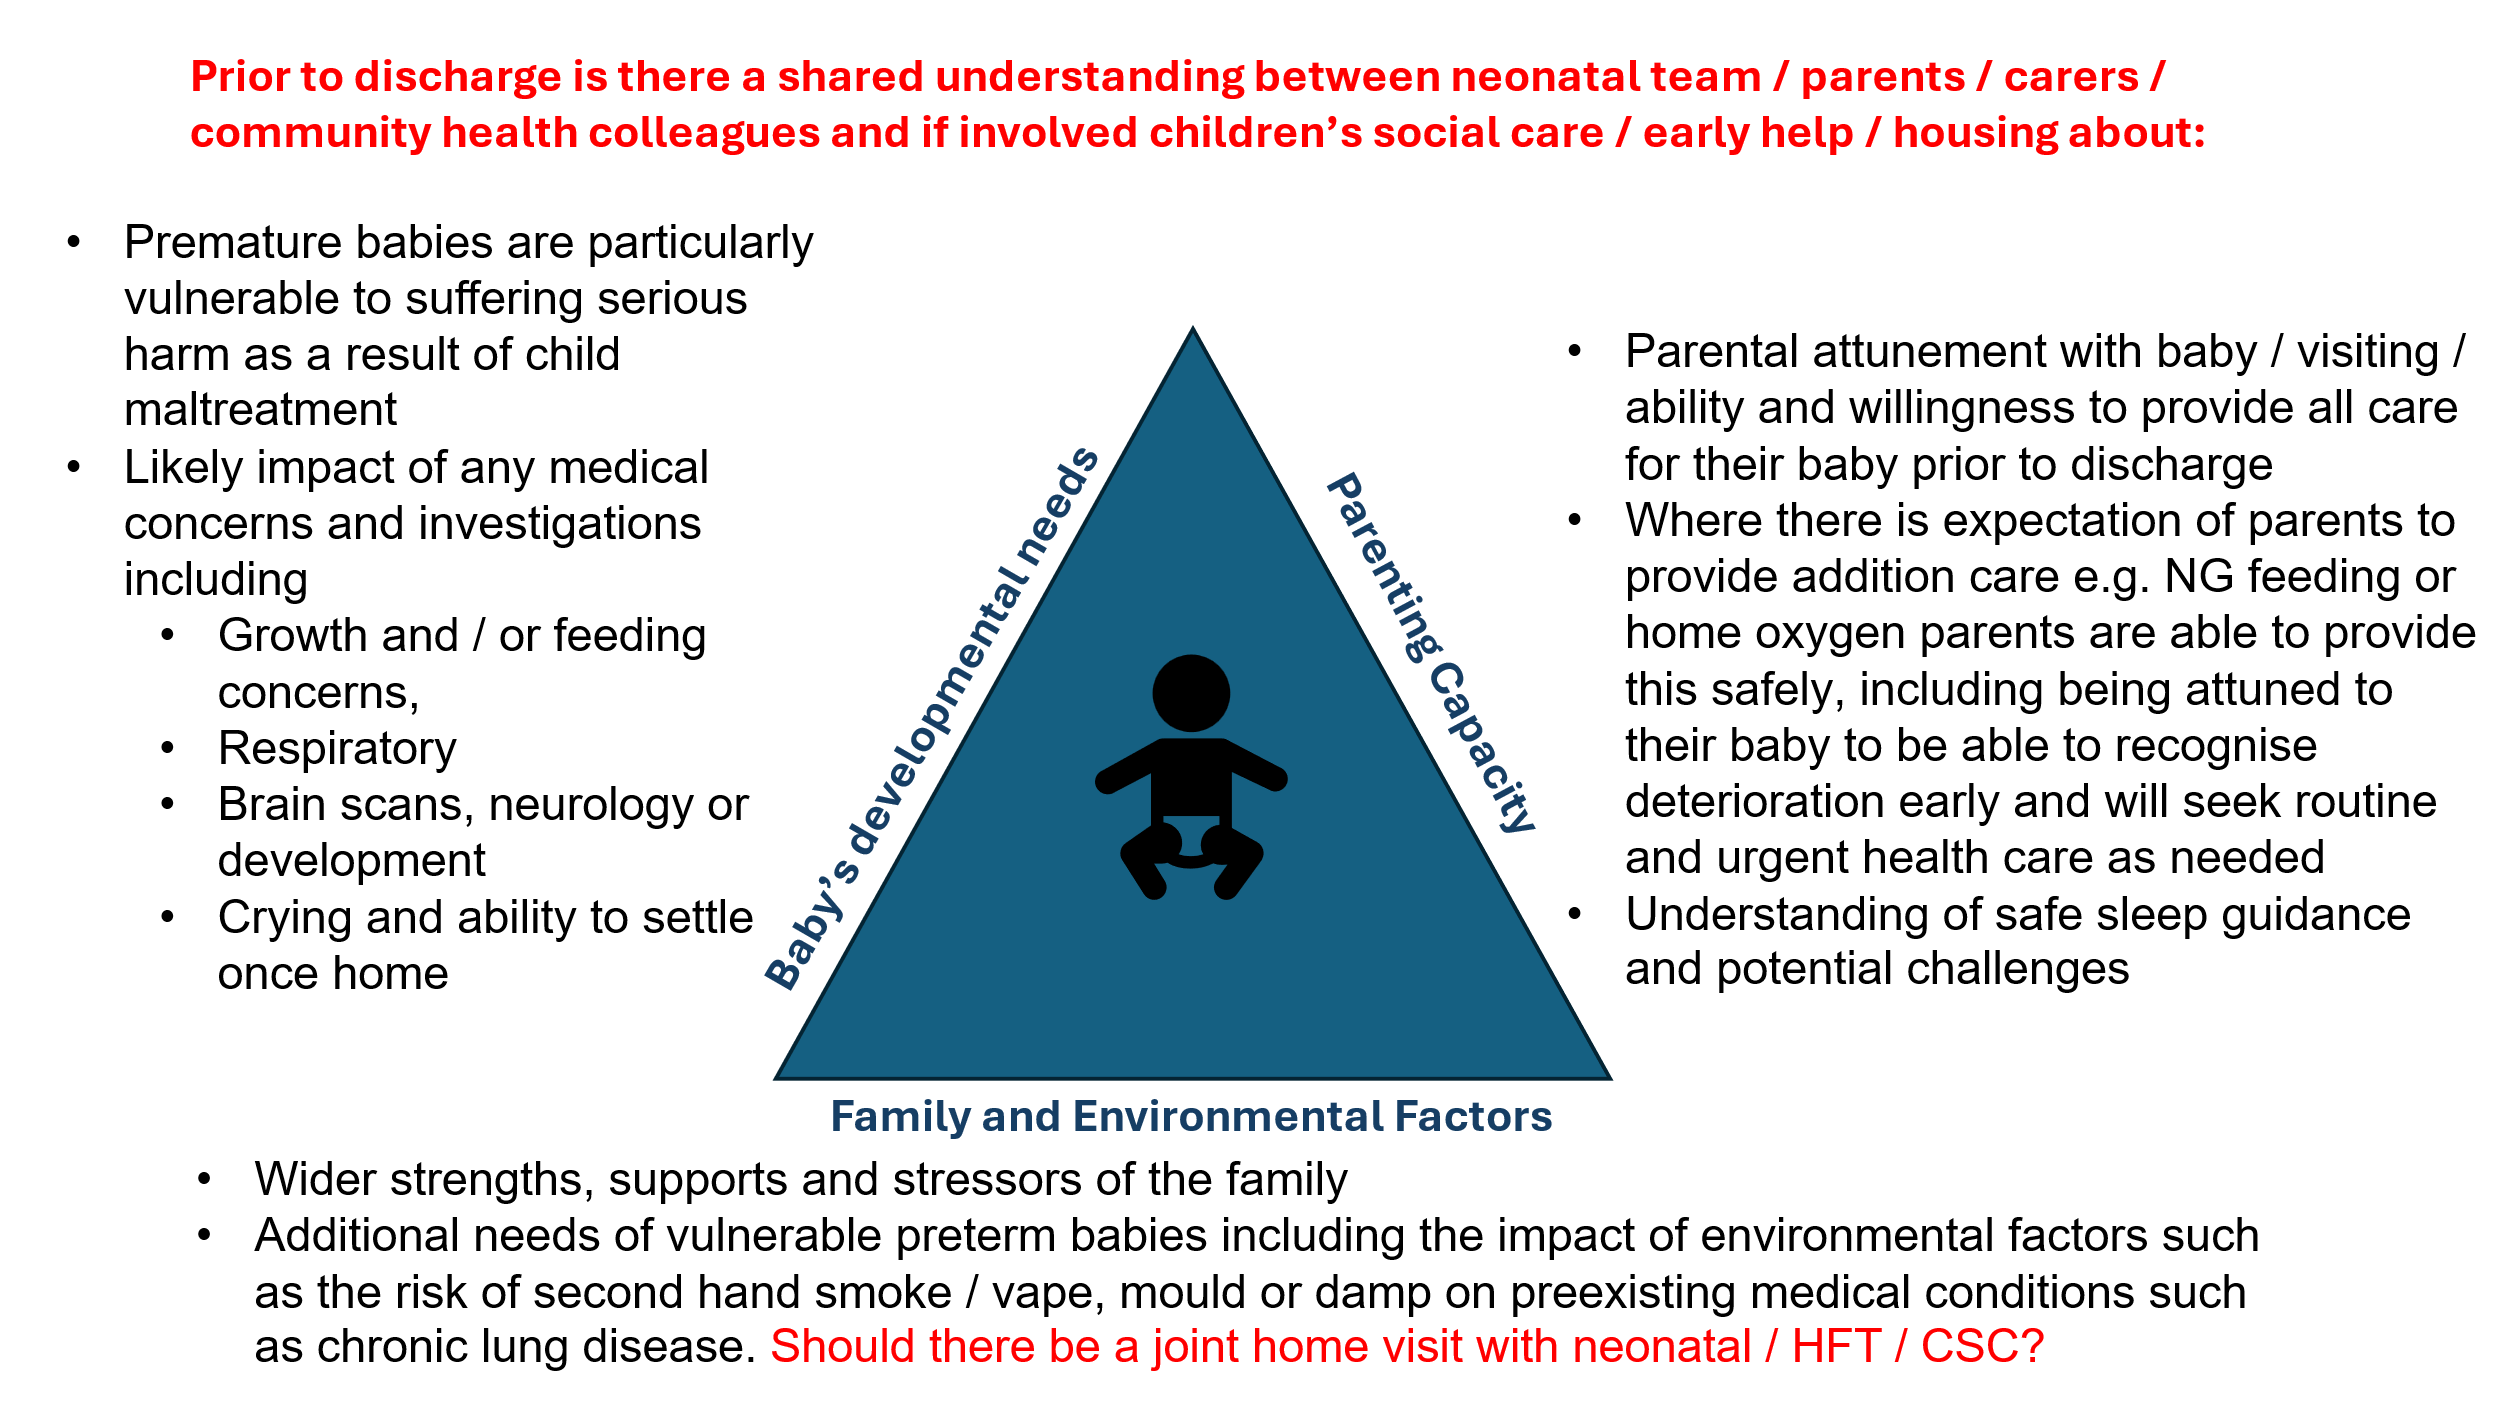 Prior to discharge is there a shared understanding between neonatal team / parents / carers /
community health colleagues and if involved children’s social care / early help / housing about:
• Premature babies are particularly
vulnerable to suffering serious
harm as a result of child
maltreatment
• Likely impact of any medical
concerns and investigations
including
• Growth and / or feeding
concerns,
• Respiratory
• Brain scans, neurology or
development
• Crying and ability to settle
once home
Baby’s developmental needs
Parenting Capacity
• Parental attunement with baby / visiting /
ability and willingness to provide all care
for their baby prior to discharge
• Where there is expectation of parents to
provide addition care e.g. NG feeding or
home oxygen parents are able to provide
this safely, including being attuned to
their baby to be able to recognise
deterioration early and will seek routine
and urgent health care as needed
• Understanding of safe sleep guidance
and potential challenges
Family and Environmental Factors
• Wider strengths, supports and stressors of the family
• Additional needs of vulnerable preterm babies including the impact of environmental factors such
as the risk of second hand smoke / vape, mould or damp on preexisting medical conditions such
as chronic lung disease. Should there be a joint home visit with neonatal / HFT / CSC?